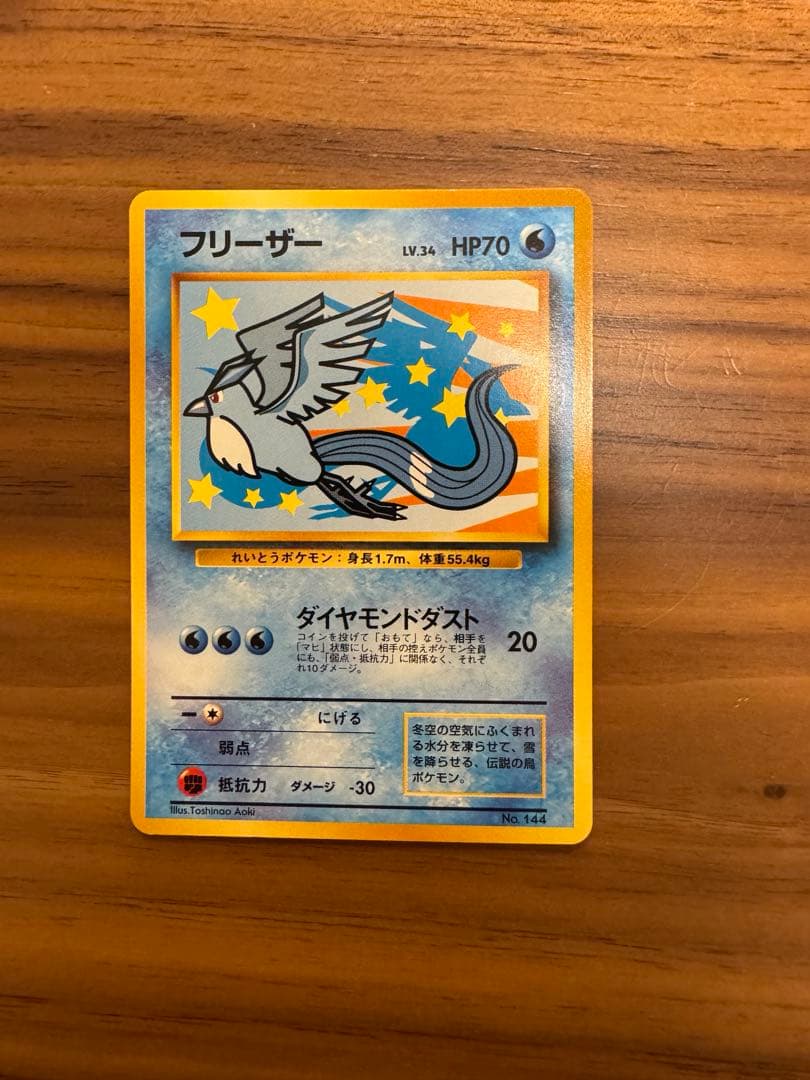 フリーザー LV.34 HP70
れいとうポケモン：身長1.7m、体重55.4kg
ダイヤモンドダスト 20
コインを投げて「おもて」なら、相手を
「マヒ」状態にし、相手の控えポケモン全員
にも、「弱点・抵抗力」に関係なく、それぞ
れ10ダメージ。
にげる
弱点
抵抗力 ダメージ -30
冬空の空気にふくまれ
る水分を凍らせて、雪
を降らせる、伝説の鳥
ポケモン。
Illus.Toshinao Aoki
No. 144